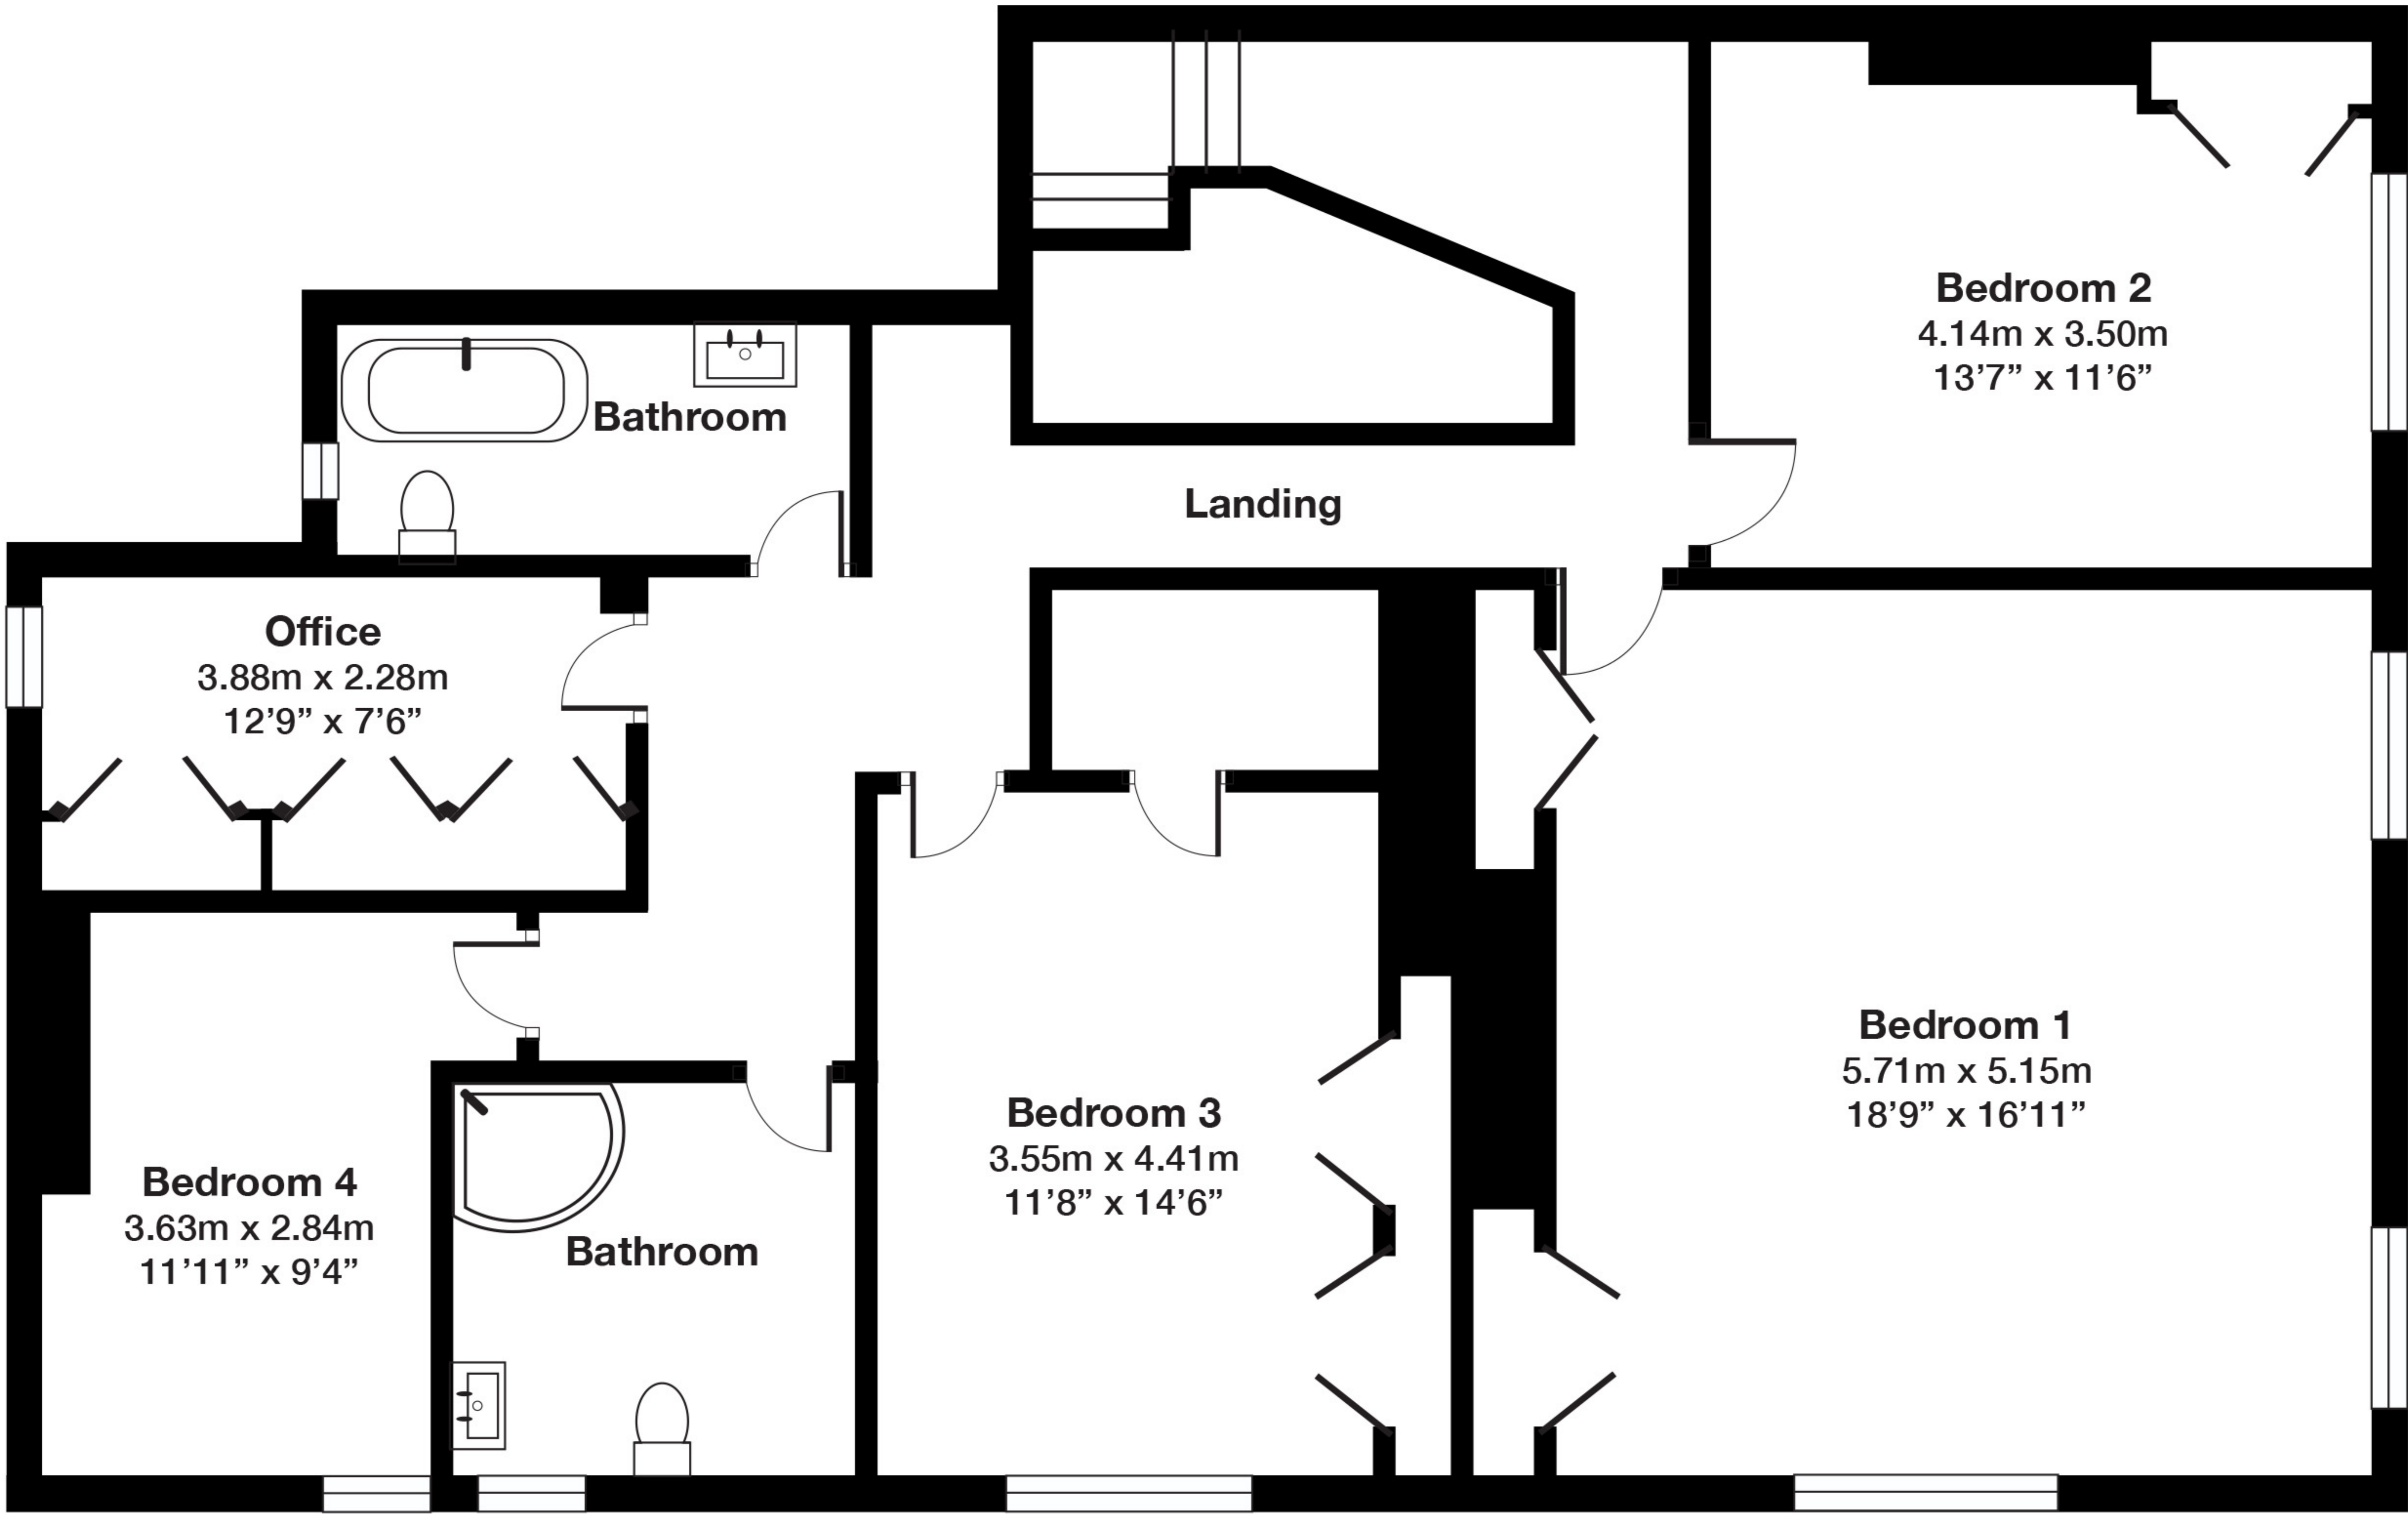 Bedroom 2
4.14m x 3.50m
13’7” x 11’6”
Bathroom
Landing
Office
3.88m x 2.28m
12’9” x 7’6”
Bedroom 1
5.71m x 5.15m
18’9” x 16’11”
Bedroom 3
3.55m x 4.41m
11’8” x 14’6”
Bedroom 4
3.63m x 2.84m
11’11” x 9’4”
Bathroom